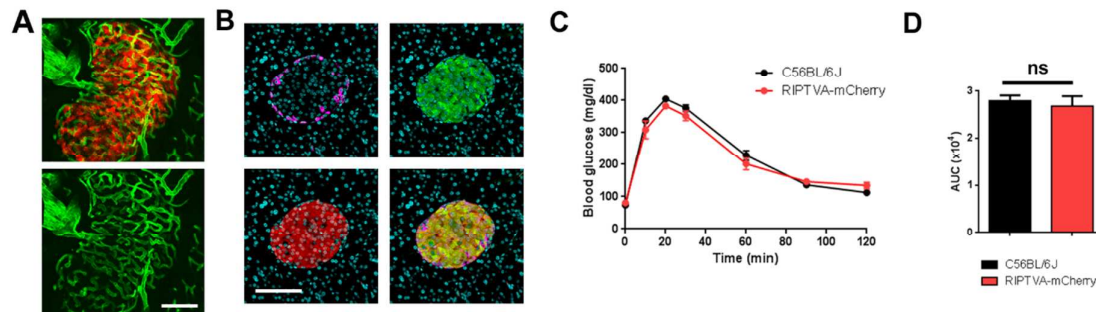 A
B
C
D
C56BL/6J
RIPTVA-mCherry
Blood glucose (mg/dl)
500
400
300
200
100
0
0 20 40 60 80 100 120
Time (min)
ns
AUC (x10⁴)
3
2
1
0
C56BL/6J
RIPTVA-mCherry